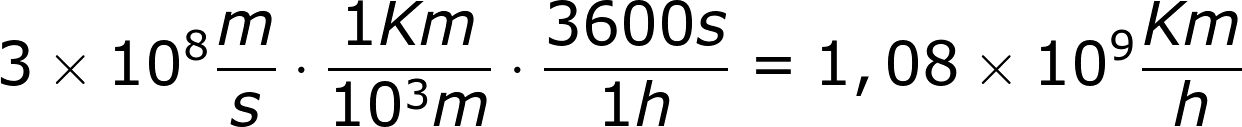 3 × 10⁸ m/s · 1Km/10³m · 3600s/1h = 1,08 × 10⁹ Km/h